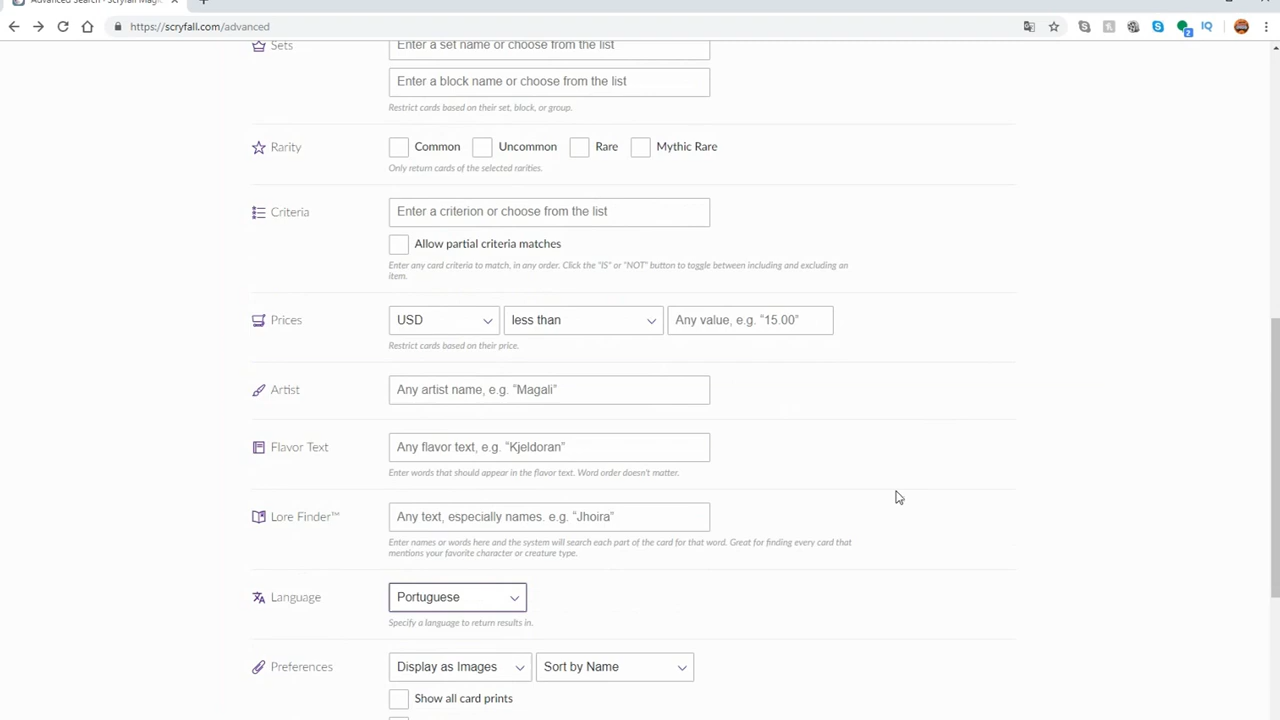 Advanced Search · Scryfall Mag
https://scryfall.com/advanced
2
IQ
Sets
Enter a set name or choose from the list
Enter a block name or choose from the list
Restrict cards based on their set, block, or group.
Rarity
Common Uncommon Rare Mythic Rare
Only return cards of the selected rarities.
Criteria
Enter a criterion or choose from the list
Allow partial criteria matches
Enter any card criteria to match, in any order. Click the "IS" or "NOT" button to toggle between including and excluding an
item.
Prices
USD less than Any value, e.g. “15.00”
Restrict cards based on their price.
Artist
Any artist name, e.g. “Magali”
Flavor Text
Any flavor text, e.g. “Kjeldoran”
Enter words that should appear in the flavor text. Word order doesn't matter.
Lore Finder™
Any text, especially names. e.g. “Jhoira”
Enter names or words here and the system will search each part of the card for that word. Great for finding every card that
mentions your favorite character or creature type.
Language
Portuguese
Specify a language to return results in.
Preferences
Display as Images Sort by Name
Show all card prints